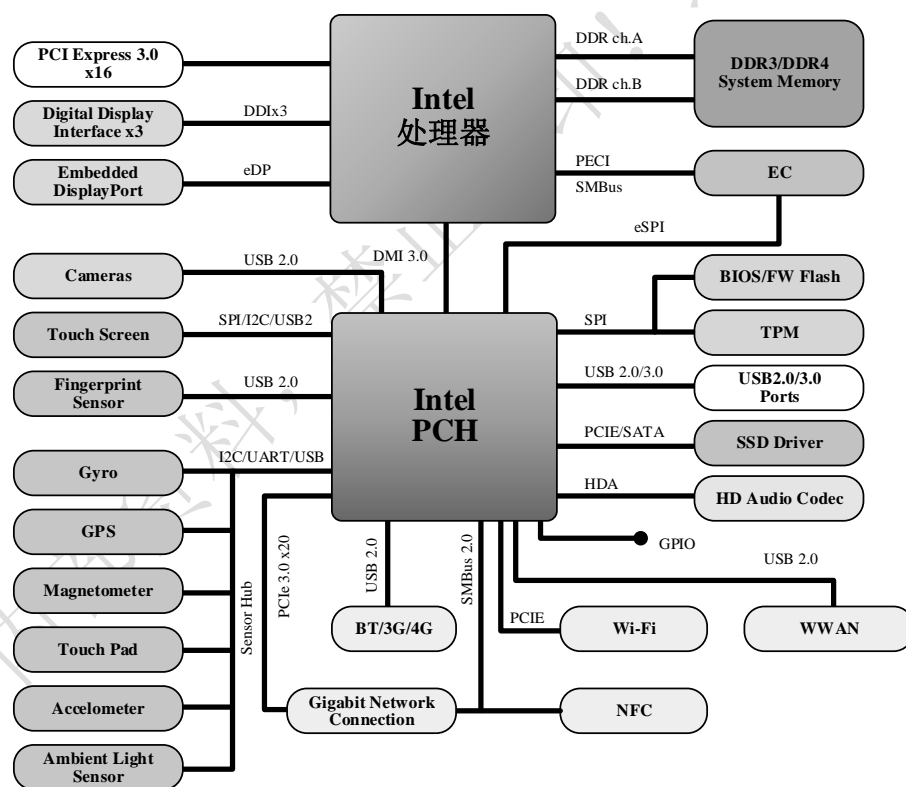 PCI Express 3.0
x16
Digital Display
Interface x3
DDIx3
Embedded
DisplayPort
eDP
Intel
处理器
DDR ch.A
DDR ch.B
DDR3/DDR4
System Memory
PECI
SMBus
EC
eSPI
DMI 3.0
Cameras
USB 2.0
Touch Screen
SPI/I2C/USB2
Fingerprint
Sensor
USB 2.0
Intel
PCH
SPI
BIOS/FW Flash
TPM
USB 2.0/3.0
USB2.0/3.0
Ports
PCIE/SATA
SSD Driver
HDA
HD Audio Codec
GPIO
Gyro
I2C/UART/USB
GPS
Magnetometer
Touch Pad
Accelometer
Ambient Light
Sensor
Sensor Hub
PCIe 3.0 x20
USB 2.0
SMBus 2.0
BT/3G/4G
PCIE
Wi-Fi
USB 2.0
WWAN
Gigabit Network
Connection
NFC
料,禁止